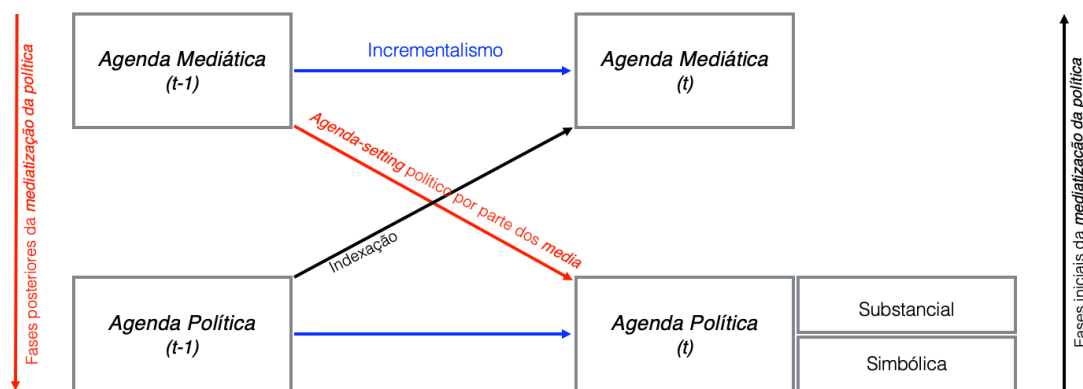 Fases posteriores da mediatização da política
Agenda Mediática
(t-1)
Incrementalismo
Agenda Mediática
(t)
Agenda-setting político por parte dos media
Indexação
Agenda Política
(t-1)
Agenda Política
(t)
Substancial
Simbólica
Fases iniciais da mediatização da política